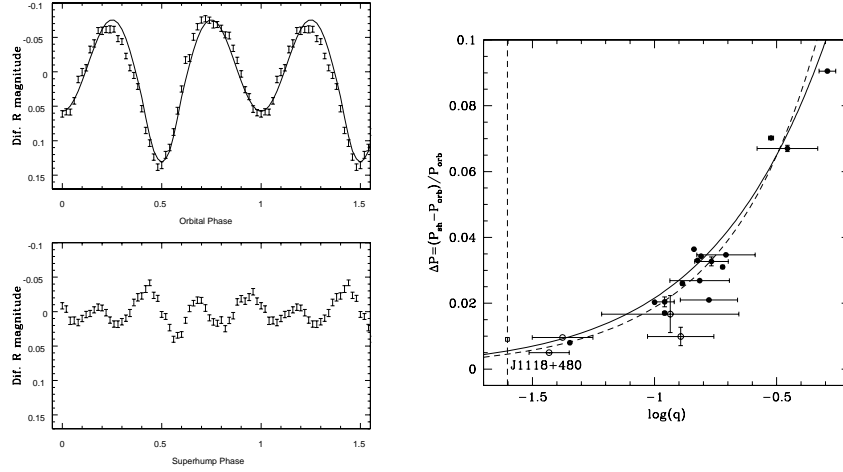 -0.1
-0.05
0
0.05
0.1
0.15
Dif. R magnitude
0 0.5 1 1.5
Orbital Phase
-0.1
-0.05
0
0.05
0.1
0.15
Dif. R magnitude
0 0.5 1 1.5
Superhump Phase
0.1
0.08
0.06
0.04
0.02
0
ΔP=(P_sh−P_orb)/P_orb
J1118+480
-1.5 -1 -0.5
log(q)